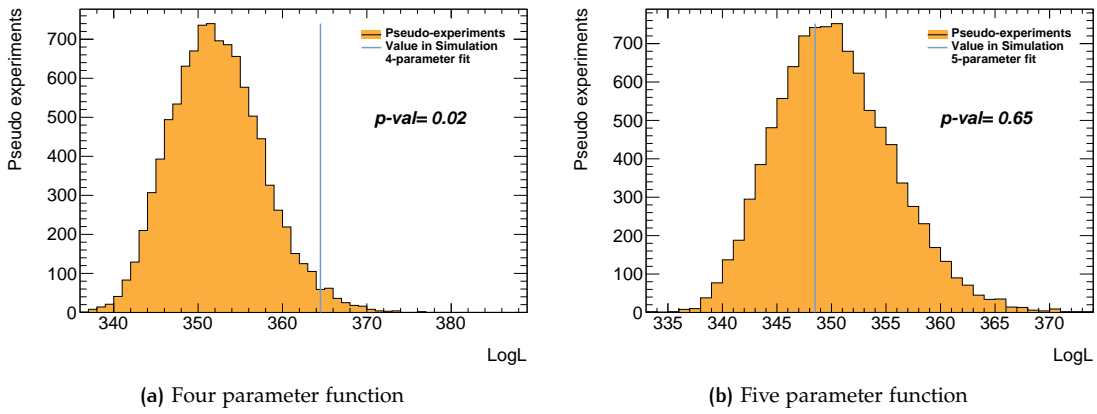 Pseudo experiments
700
600
500
400
300
200
100
0
340
350
360
370
380
LogL
Pseudo-experiments
Value in Simulation
4-parameter fit
p-val= 0.02
(a) Four parameter function
Pseudo experiments
700
600
500
400
300
200
100
0
335
340
345
350
355
360
365
370
LogL
Pseudo-experiments
Value in Simulation
5-parameter fit
p-val= 0.65
(b) Five parameter function